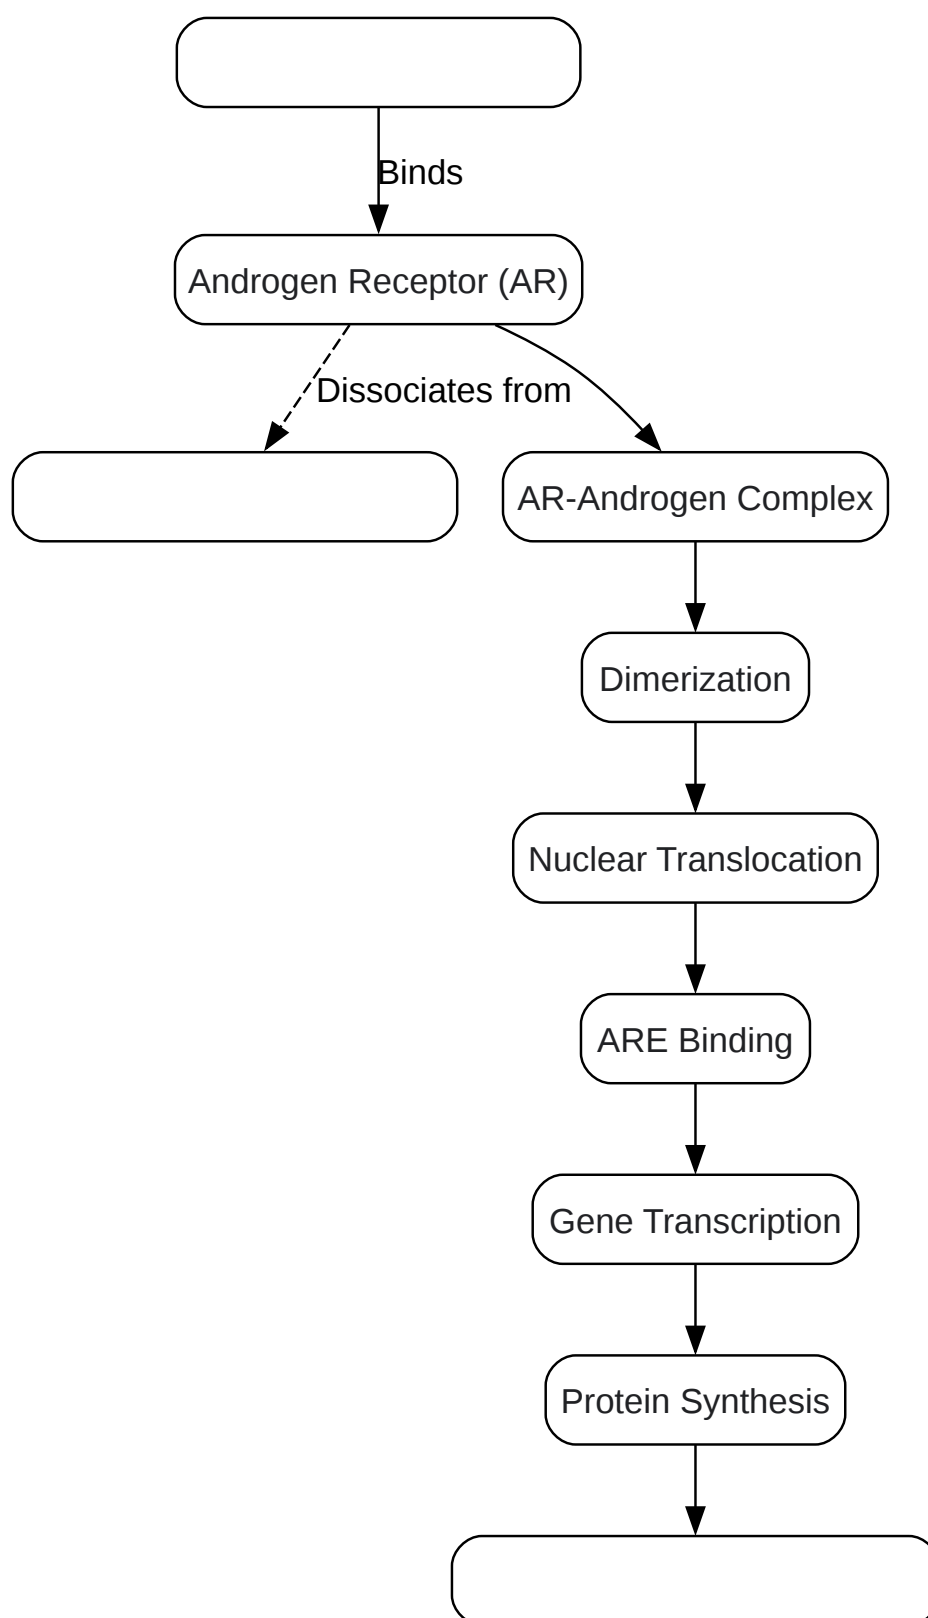 Binds
Androgen Receptor (AR)
Dissociates from
AR-Androgen Complex
Dimerization
Nuclear Translocation
ARE Binding
Gene Transcription
Protein Synthesis